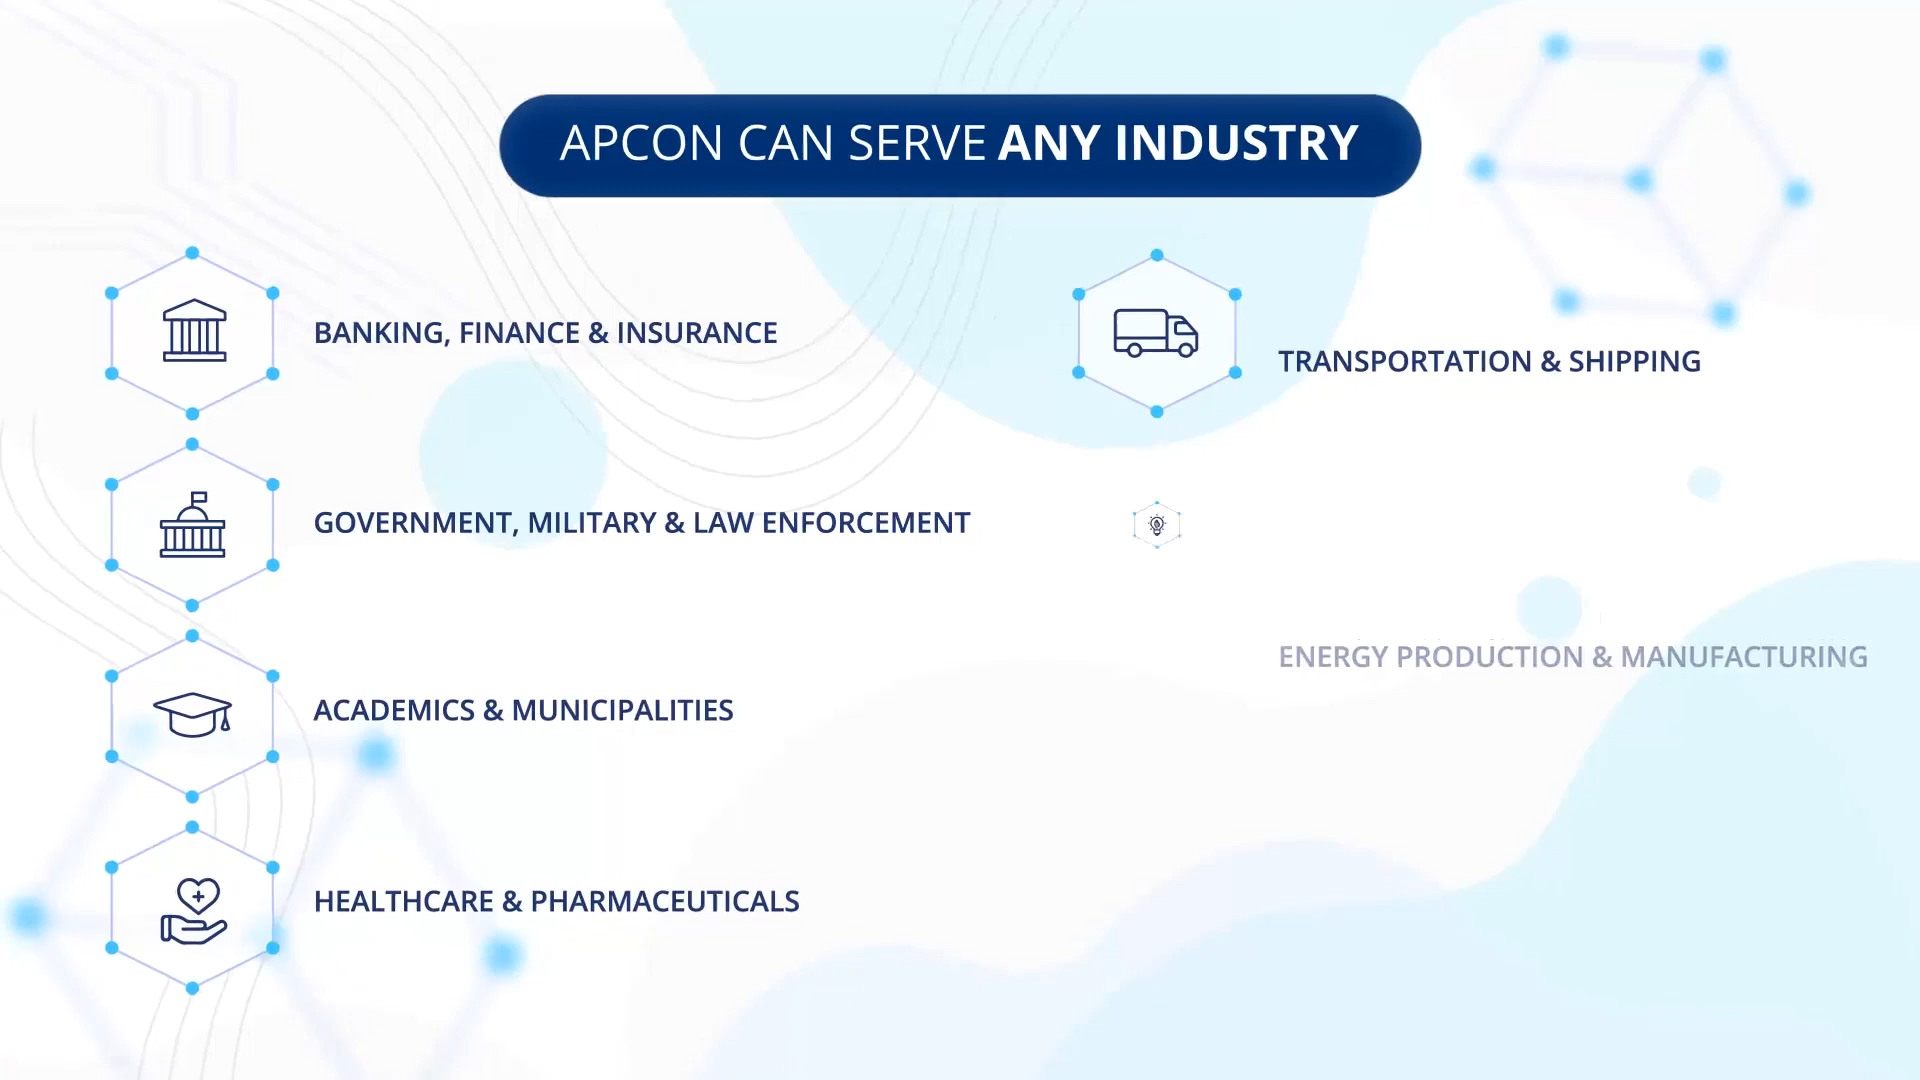 APCON CAN SERVE ANY INDUSTRY
BANKING, FINANCE & INSURANCE
GOVERNMENT, MILITARY & LAW ENFORCEMENT
ACADEMICS & MUNICIPALITIES
HEALTHCARE & PHARMACEUTICALS
TRANSPORTATION & SHIPPING
ENERGY PRODUCTION & MANUFACTURING